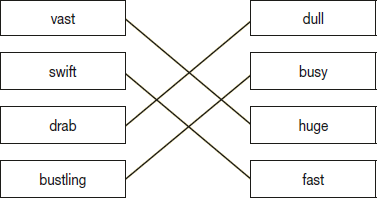 vast dull
swift busy
drab huge
bustling fast